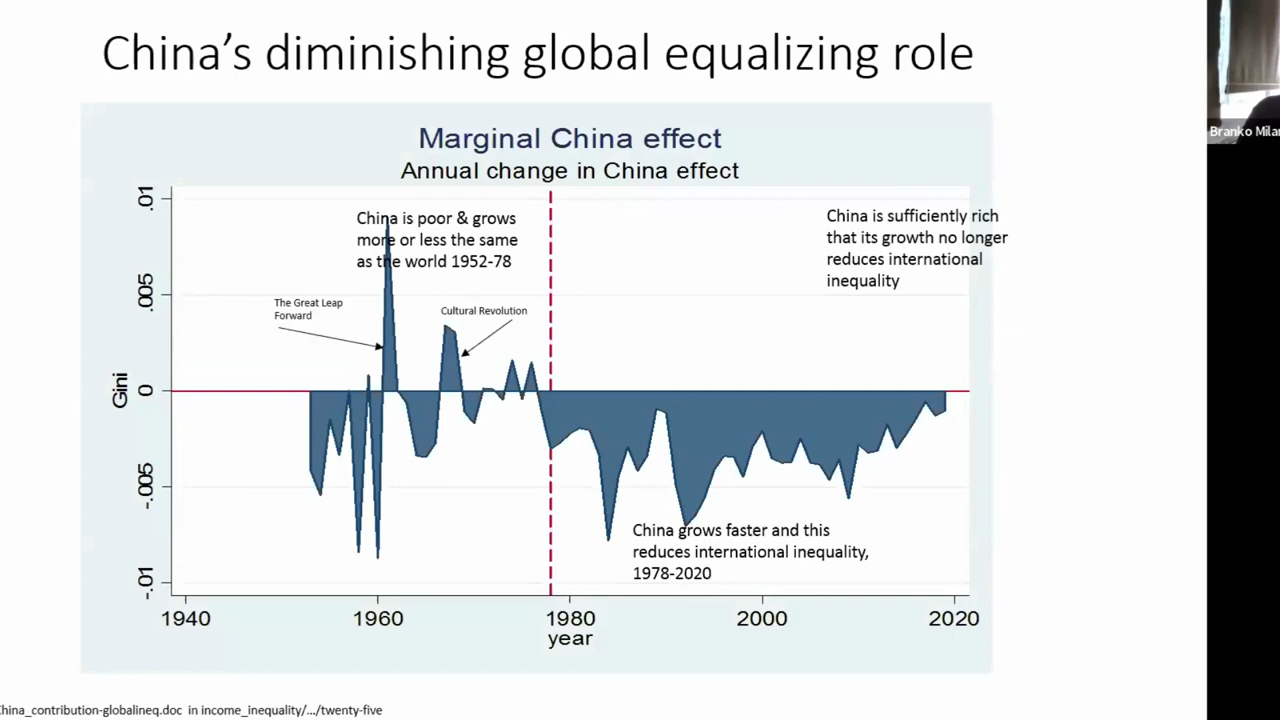 China's diminishing global equalizing role
Marginal China effect
Annual change in China effect
Branko Milan
.01
.005
0
-.005
-.01
Gini
China is poor & grows
more or less the same
as the world 1952-78
The Great Leap
Forward
Cultural Revolution
China is sufficiently rich
that its growth no longer
reduces international
inequality
China grows faster and this
reduces international inequality,
1978-2020
1940
1960
1980
2000
2020
year
China_contribution-globalineq.doc in income_inequality/.../twenty-five